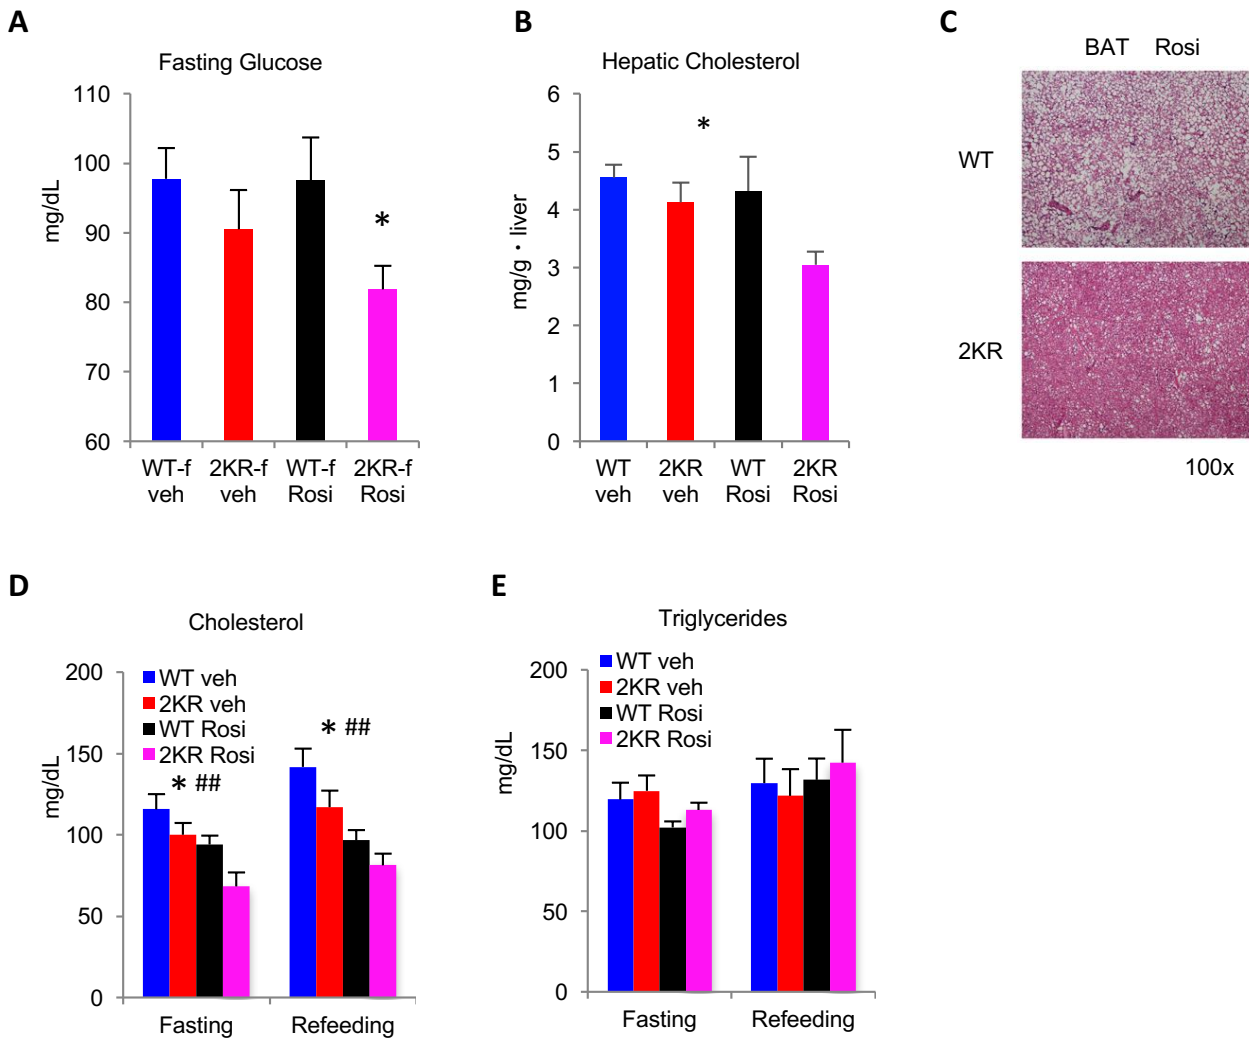 A
Fasting Glucose
110
100
90
80
70
60
mg/dL
*
WT-f veh
2KR-f veh
WT-f Rosi
2KR-f Rosi
B
Hepatic Cholesterol
6
5
4
3
2
1
0
mg/g・liver
*
WT veh
2KR veh
WT Rosi
2KR Rosi
C
BAT Rosi
WT
2KR
100x
D
Cholesterol
200
150
100
50
0
mg/dL
WT veh
2KR veh
WT Rosi
2KR Rosi
* ##
* ##
Fasting
Refeeding
E
Triglycerides
200
150
100
50
0
mg/dL
WT veh
2KR veh
WT Rosi
2KR Rosi
Fasting
Refeeding